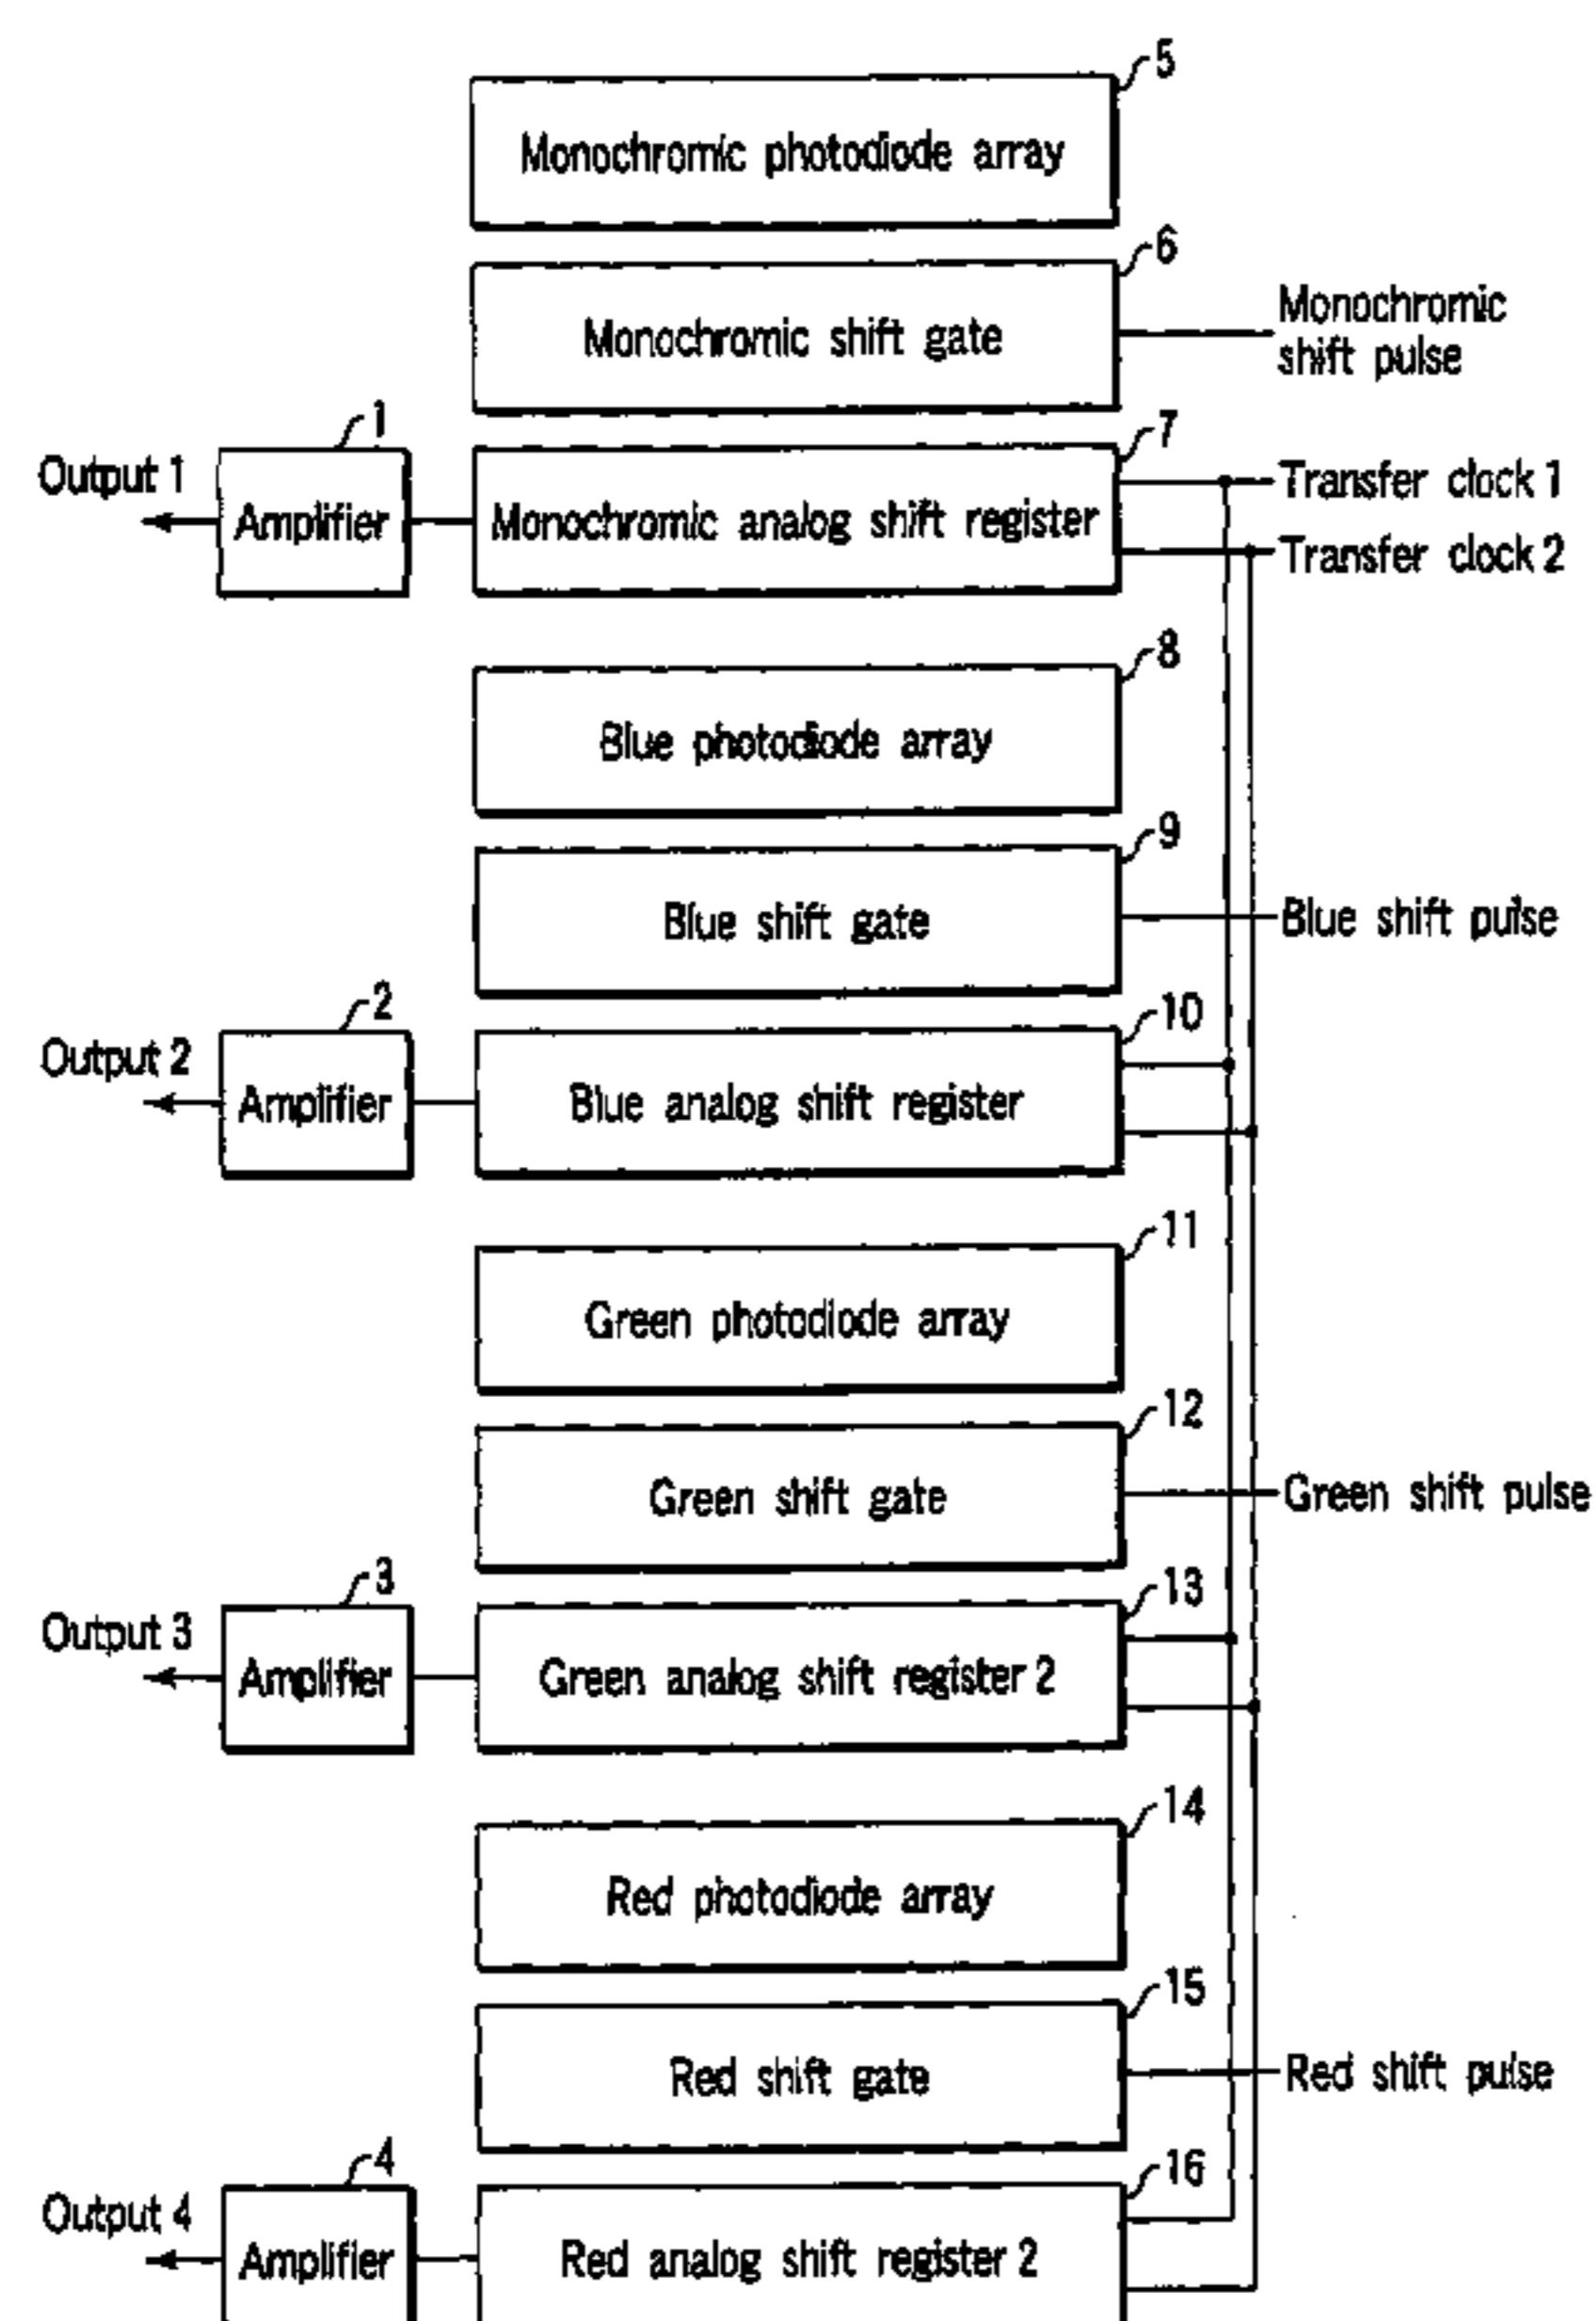 5
Monochromic photodiode array
6
Monochromic shift gate
Monochromic
shift pulse
1
7
Output 1
Amplifier
Monochromic analog shift register
Transfer clock 1
Transfer clock 2
8
Blue photodiode array
9
Blue shift gate
Blue shift pulse
2
10
Output 2
Amplifier
Blue analog shift register
11
Green photodiode array
12
Green shift gate
Green shift pulse
3
13
Output 3
Amplifier
Green analog shift register 2
14
Red photodiode array
15
Red shift gate
Red shift pulse
4
16
Output 4
Amplifier
Red analog shift register 2